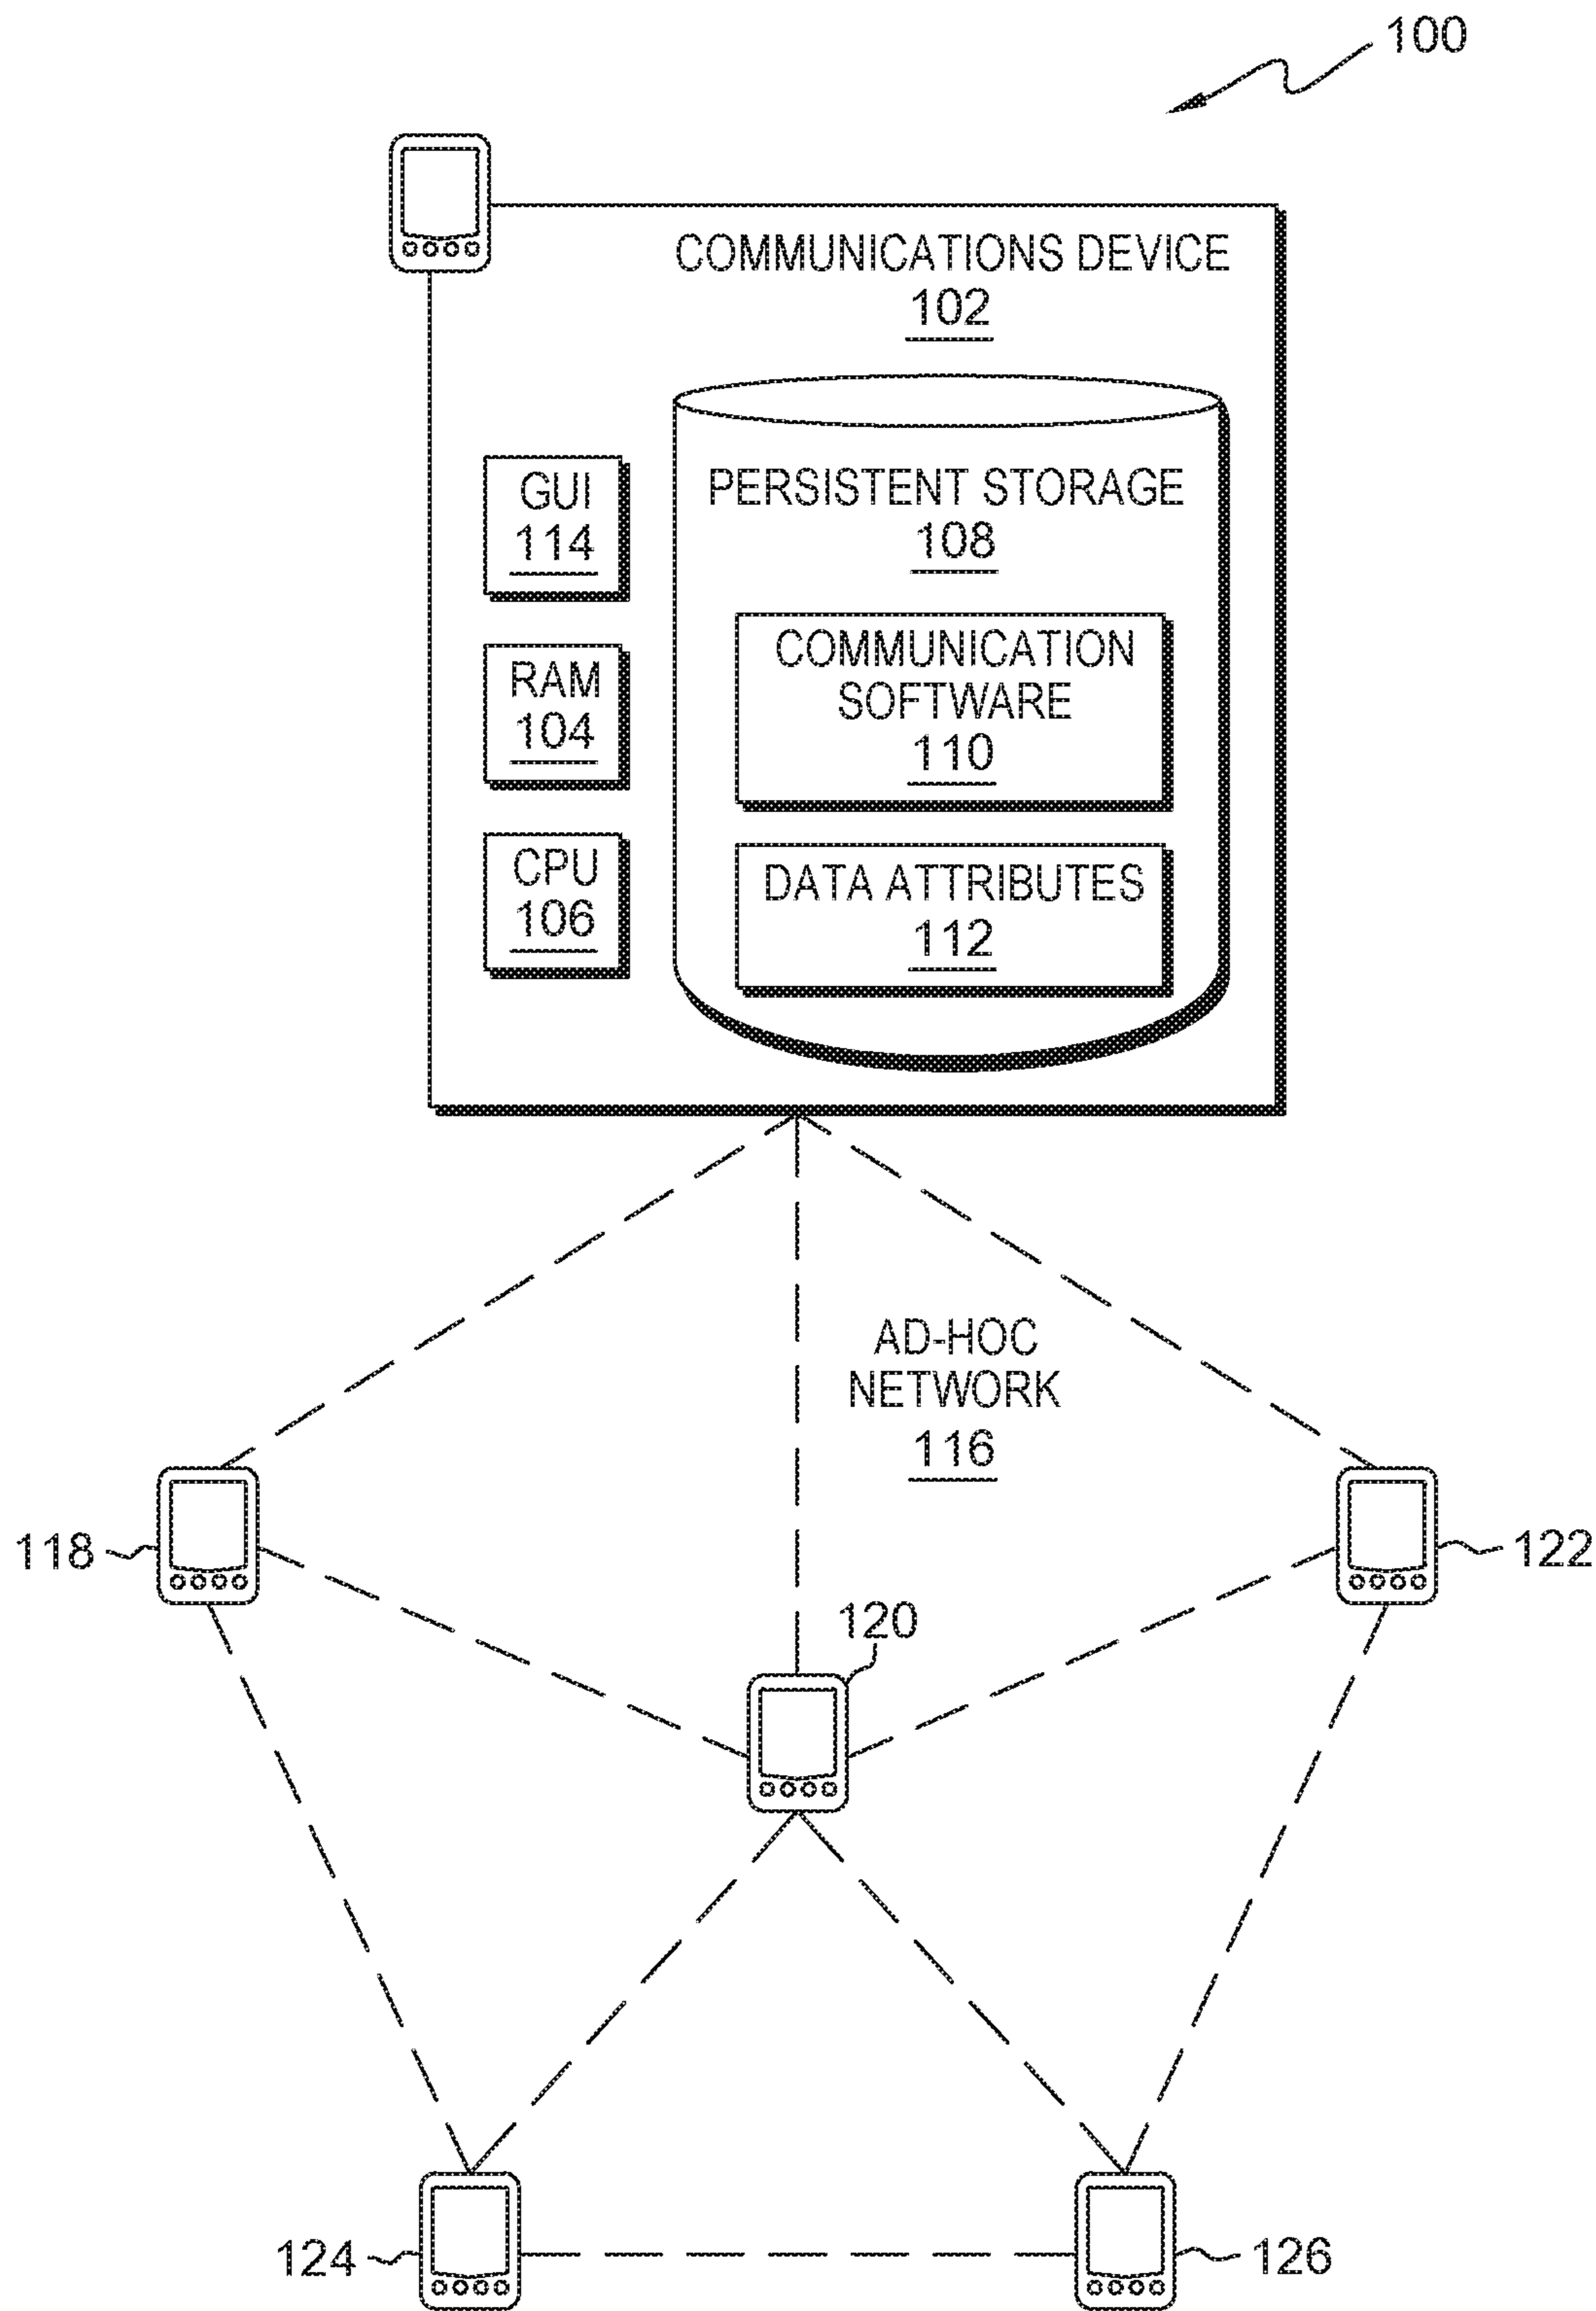 100
COMMUNICATIONS DEVICE
102
GUI
114
PERSISTENT STORAGE
108
RAM
104
COMMUNICATION
SOFTWARE
110
CPU
106
DATA ATTRIBUTES
112
AD-HOC
NETWORK
116
118
122
120
124
126